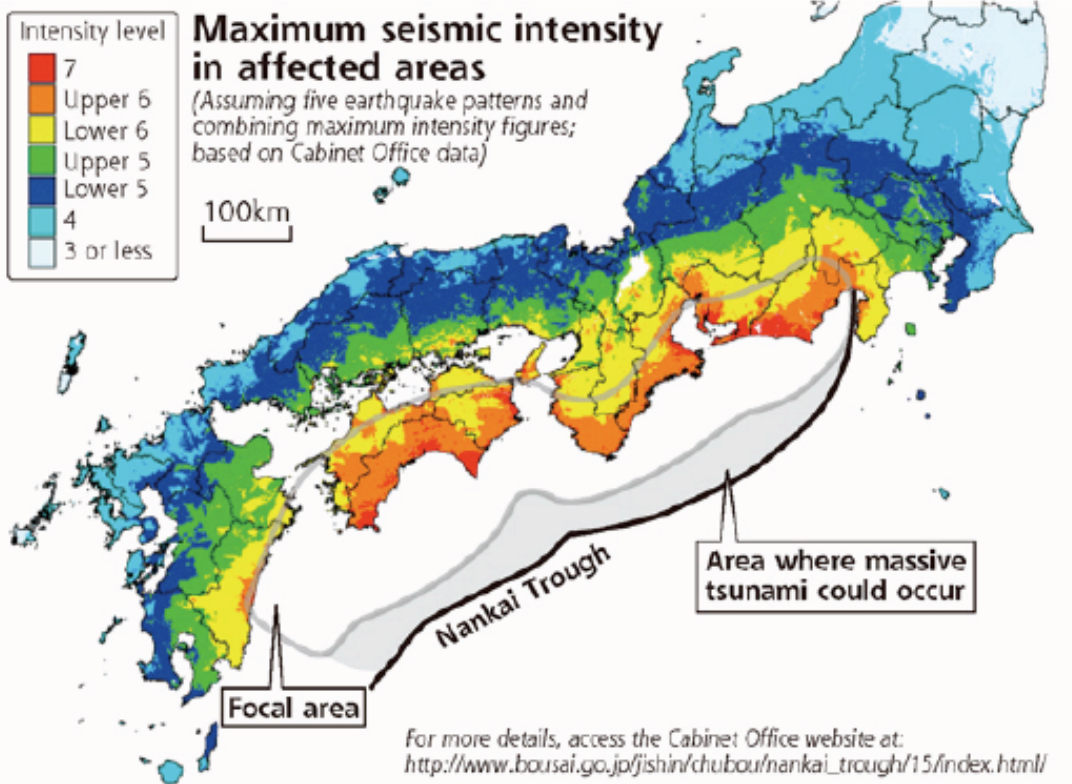 Intensity level
7
Upper 6
Lower 6
Upper 5
Lower 5
4
3 or less
Maximum seismic intensity
in affected areas
(Assuming five earthquake patterns and
combining maximum intensity figures;
based on Cabinet Office data)
100km
Nankai Trough
Area where massive
tsunami could occur
Focal area
For more details, access the Cabinet Office website at:
http://www.bousai.go.jp/jishin/chubou/nankai_trough/15/index.html/